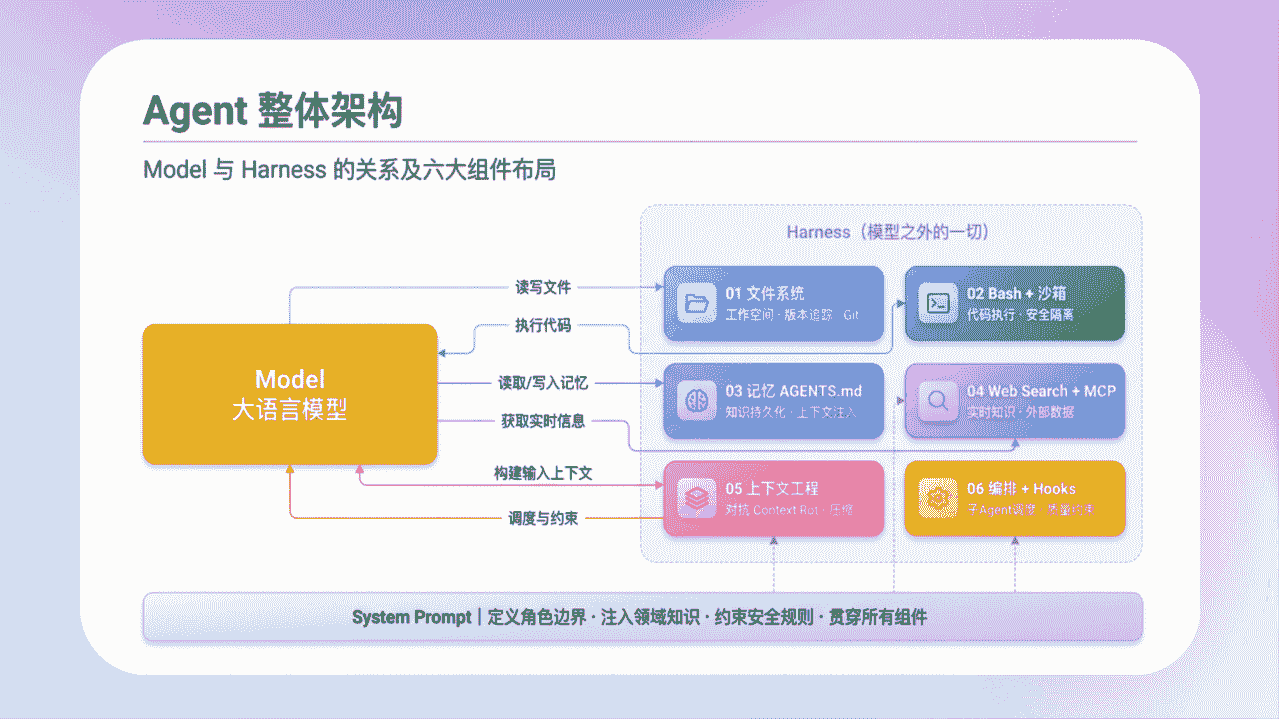 Agent 整体架构
Model 与 Harness 的关系及六大组件布局
Harness（模型之外的一切）
读写文件
执行代码
读取/写入记忆
获取实时信息
构建输入上下文
调度与约束
Model
大语言模型
01 文件系统
工作空间 · 版本追踪 · Git
02 Bash + 沙箱
代码执行 · 安全隔离
03 记忆 AGENTS.md
知识持久化 · 上下文注入
04 Web Search + MCP
实时知识 · 外部数据
05 上下文工程
对抗 Context Rot · 压缩
06 编排 + Hooks
子Agent调度
System Prompt｜定义角色边界 · 注入领域知识 · 约束安全规则 · 贯穿所有组件